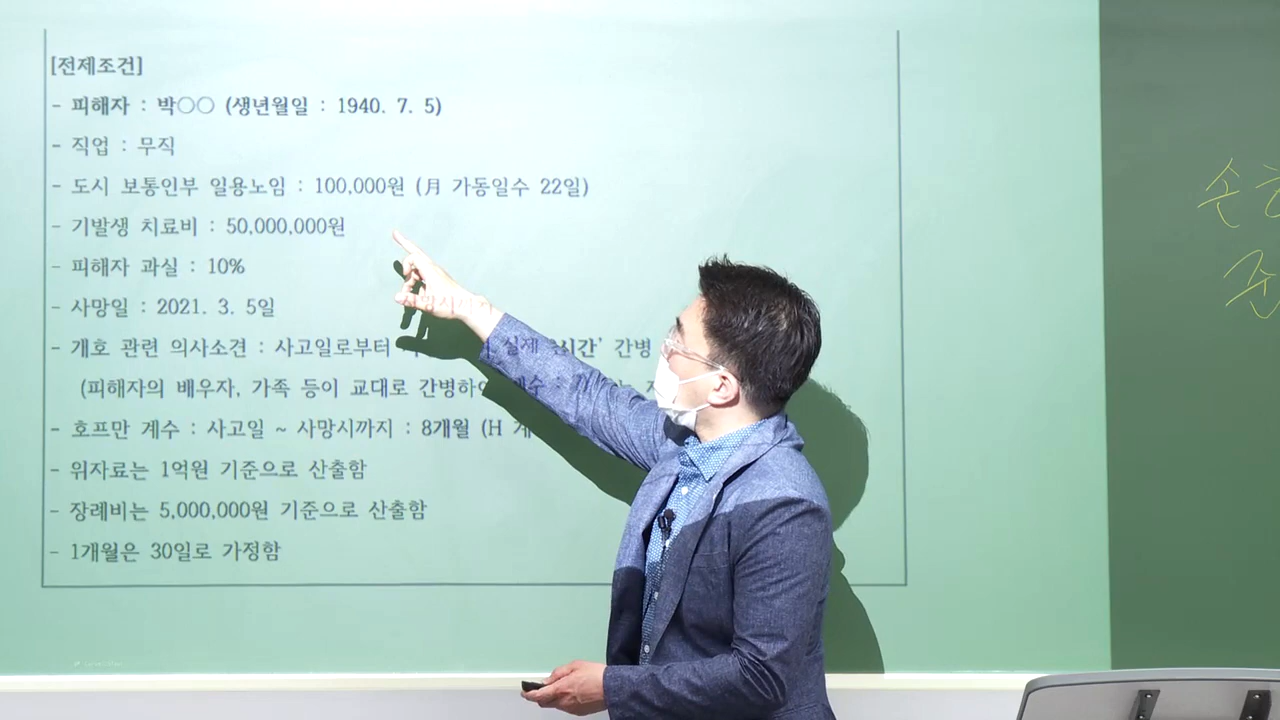 [전제조건]
- 피해자 : 박○○ (생년월일 : 1940. 7. 5)
- 직업 : 무직
- 도시 보통인부 일용노임 : 100,000원 (月 가동일수 22일)
- 기발생 치료비 : 50,000,000원
- 피해자 과실 : 10%
- 사망일 : 2021. 3. 5일
- 개호 관련 의사소견 : 사고일로부터 실제 간병
(피해자의 배우자, 가족 등이 교대로
- 호프만 계수 : 사고일 ~ 사망시까지 : 8개월 (H
- 위자료는 1억원 기준으로 산출함
- 장례비는 5,000,000원 기준으로 산출함
- 1개월은 30일로 가정함
손